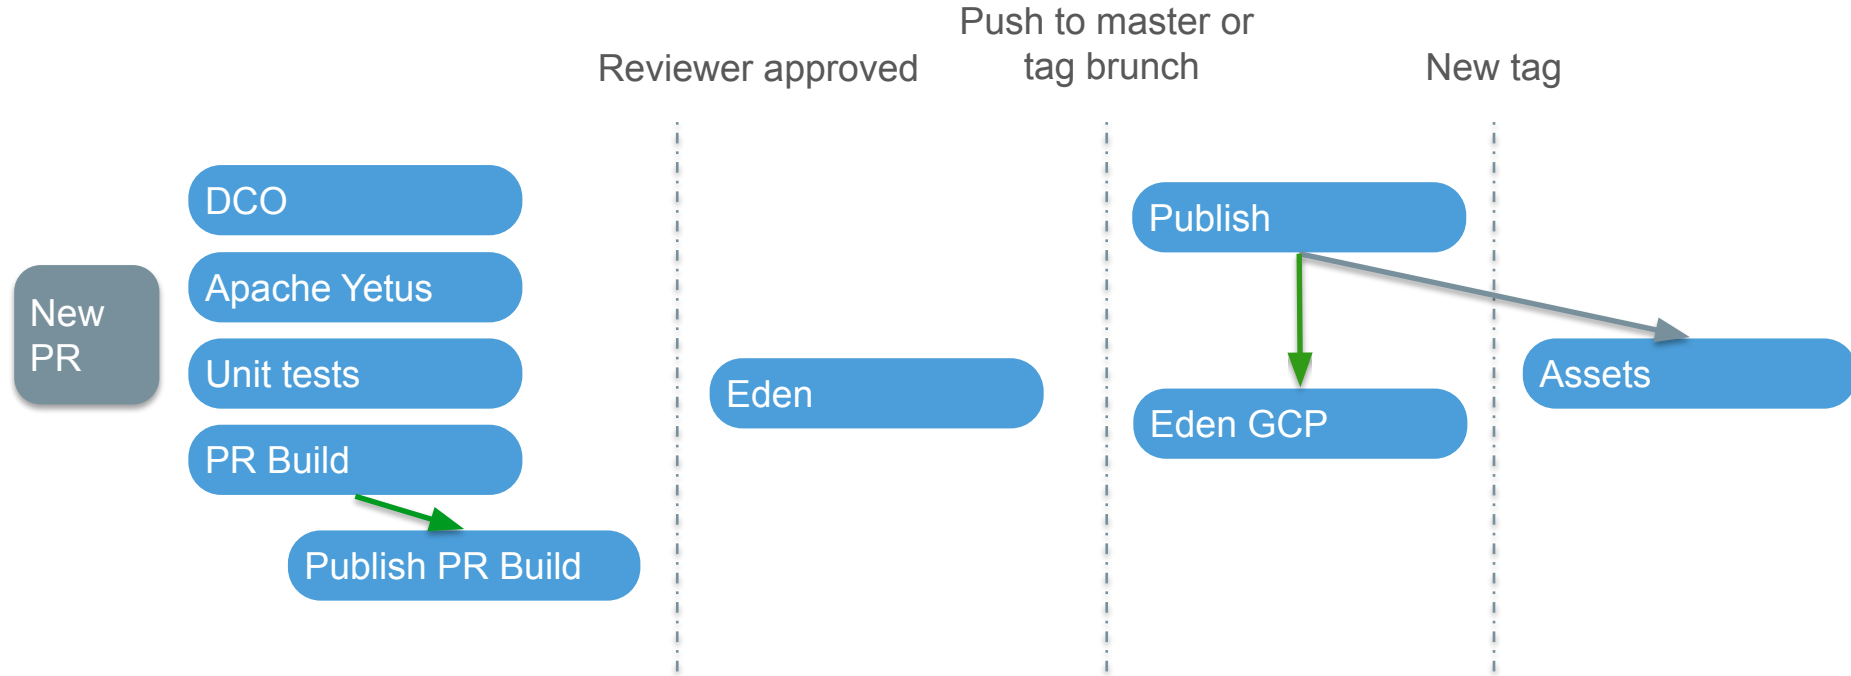 Push to master or
tag brunch
Reviewer approved
New tag
New
PR
DCO
Apache Yetus
Unit tests
PR Build
Publish PR Build
Eden
Publish
Eden GCP
Assets